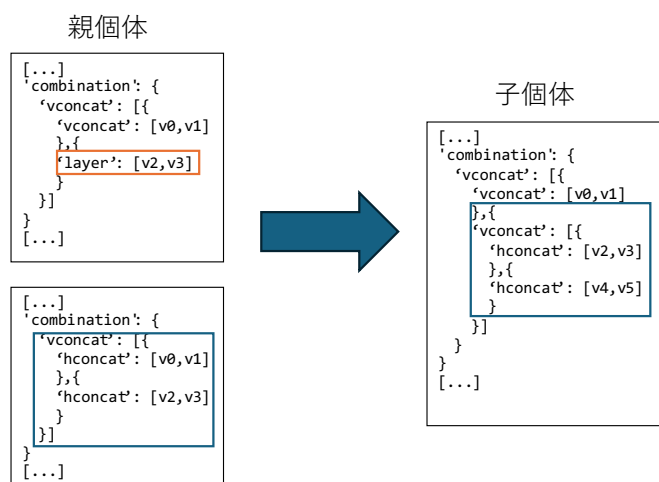 親個体
[...]
'combination': {
‘vconcat’: [{
‘vconcat’: [v0,v1]
},{
‘layer’: [v2,v3]
}
}]
}
[...]
[...]
'combination': {
‘vconcat’: [{
‘hconcat’: [v0,v1]
},{
‘hconcat’: [v2,v3]
}
}]
}
[...]
子個体
[...]
'combination': {
‘vconcat’: [{
‘vconcat’: [v0,v1]
},{
‘vconcat’: [{
‘hconcat’: [v2,v3]
},{
‘hconcat’: [v4,v5]
}
}]
}
}
[...]